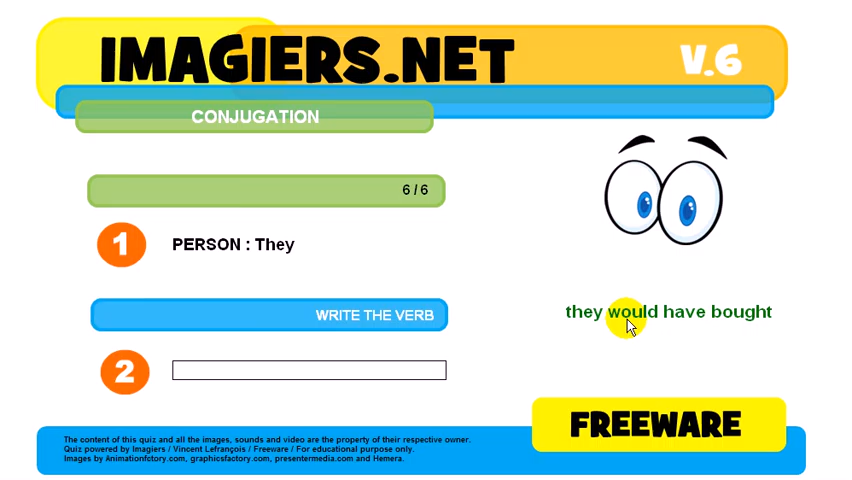 IMAGIERS.NET
V.6
CONJUGATION
6 / 6
1
PERSON : They
they would have bought
WRITE THE VERB
2
FREEWARE
The content of this quiz and all the images, sounds and video are the property of their respective owner.
Quiz powered by Imagiers / Vincent Lefrançois / Freeware / For educational purpose only.
Images by Animationfctory.com, graphicsfactory.com, presentermedia.com and Hemera.